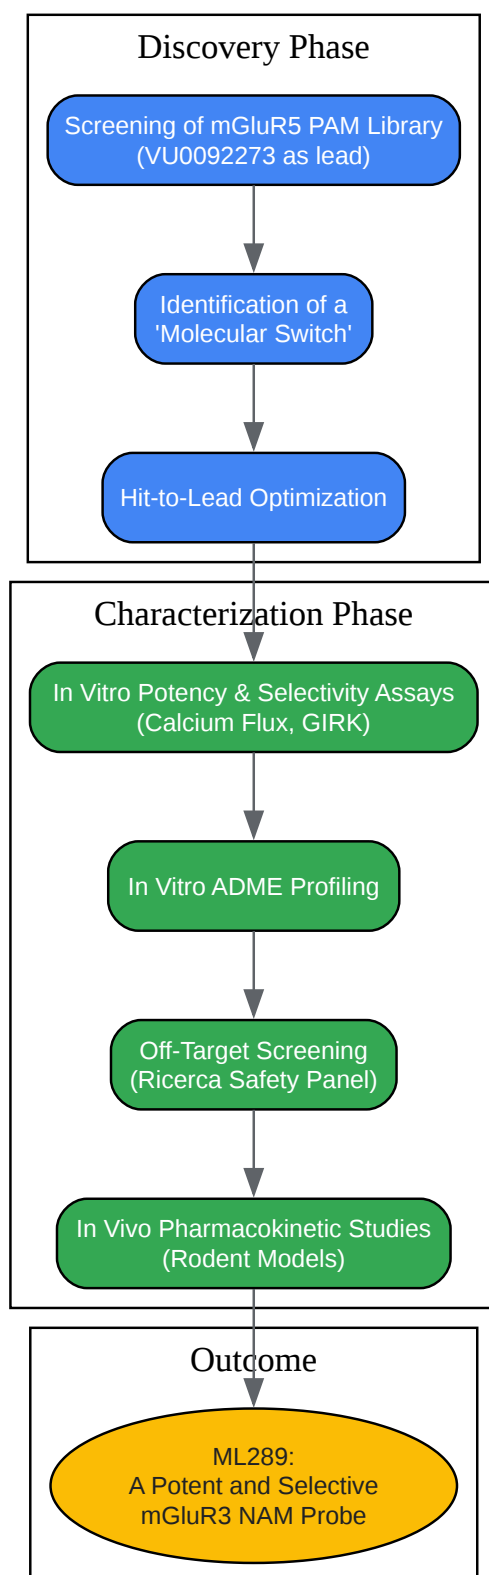 Discovery Phase
Screening of mGluR5 PAM Library
(VU0092273 as lead)
Identification of a
'Molecular Switch'
Hit-to-Lead Optimization
Characterization Phase
In Vitro Potency & Selectivity Assays
(Calcium Flux, GIRK)
In Vitro ADME Profiling
Off-Target Screening
(Ricerca Safety Panel)
In Vivo Pharmacokinetic Studies
(Rodent Models)
Outcome
ML289:
A Potent and Selective
mGluR3 NAM Probe